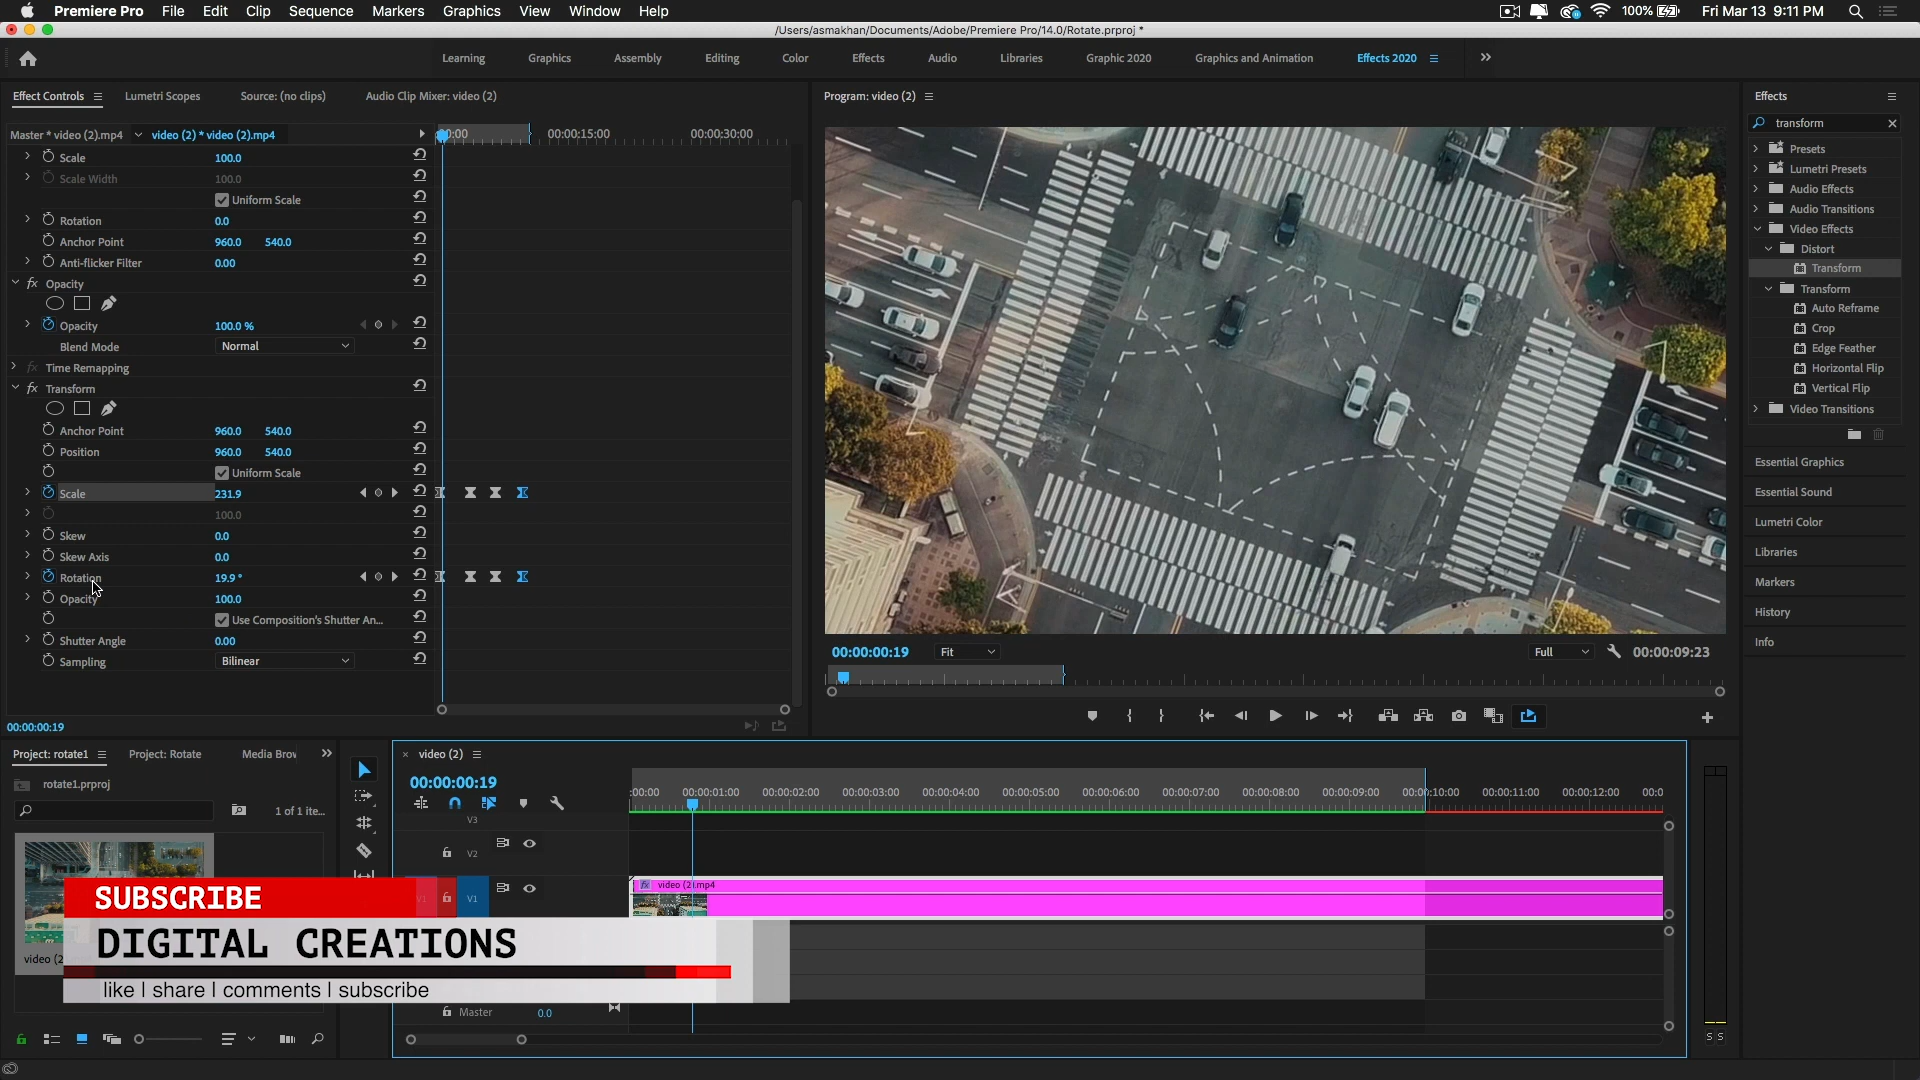 Premiere Pro File Edit Clip Sequence Markers Graphics View Window Help 100% Fri Mar 13 9:11 PM
/Users/asmakhan/Documents/Adobe/Premiere Pro/14.0/Rotate.prproj *
Learning Graphics Assembly Editing Color Effects Audio Libraries Graphic 2020 Graphics and Animation Effects 2020
Effect Controls Lumetri Scopes Source: (no clips) Audio Clip Mixer: video (2)
Master * video (2).mp4 video (2) * video (2).mp4
:00:00 00:00:15:00 00:00:30:00
Scale 100.0
Scale Width 100.0
Uniform Scale
Rotation 0.0
Anchor Point 960.0 540.0
Anti-flicker Filter 0.00
fx Opacity
Opacity 100.0 %
Blend Mode Normal
fx Time Remapping
fx Transform
Anchor Point 960.0 540.0
Position 960.0 540.0
Uniform Scale
Scale 231.9
100.0
Skew 0.0
Skew Axis 0.0
Rotation 19.9 °
Opacity 100.0
Use Composition's Shutter An...
Shutter Angle 0.00
Sampling Bilinear
00:00:00:19
Program: video (2)
00:00:00:19 Fit Full 00:00:09:23
Effects
transform
Presets
Lumetri Presets
Audio Effects
Audio Transitions
Video Effects
Distort
Transform
Transform
Auto Reframe
Crop
Edge Feather
Horizontal Flip
Vertical Flip
Video Transitions
Essential Graphics
Essential Sound
Lumetri Color
Libraries
Markers
History
Info
Project: rotate1 Project: Rotate Media Brow
rotate1.prproj
1 of 1 ite...
video (2
video (2)
00:00:00:19
:00:00 00:00:01:00 00:00:02:00 00:00:03:00 00:00:04:00 00:00:05:00 00:00:06:00 00:00:07:00 00:00:08:00 00:00:09:00 00:00:10:00 00:00:11:00 00:00:12:00 00:0
V3
V2
V1 V1
fx video (2).mp4
Master 0.0
S S
SUBSCRIBE
DIGITAL CREATIONS
like | share | comments | subscribe